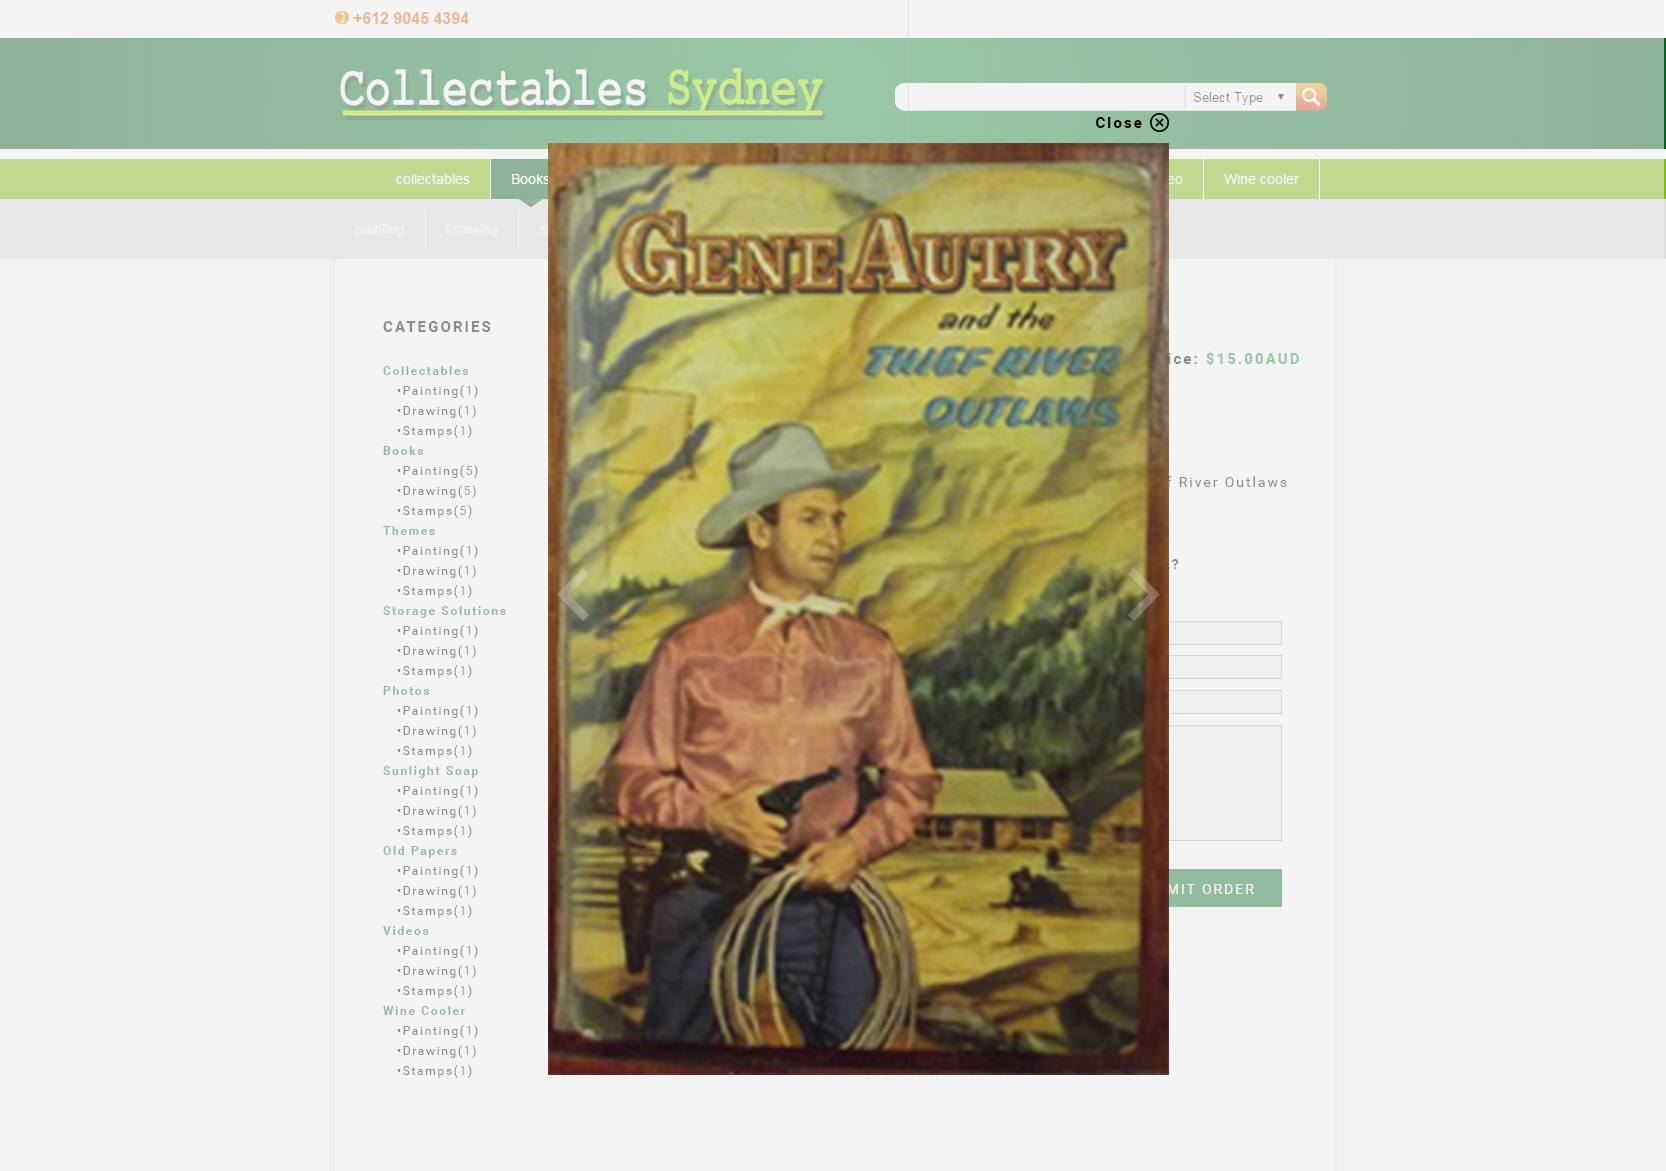 +612 9045 4394
Collectables Sydney
Select Type
Close
collectables
Books
eo
Wine cooler
painting
Drawing
s
GENE AUTRY
and the
THIEF RIVER
OUTLAWS
CATEGORIES
Collectables
•Painting(1)
•Drawing(1)
•Stamps(1)
Books
•Painting(5)
•Drawing(5)
•Stamps(5)
Themes
•Painting(1)
•Drawing(1)
•Stamps(1)
Storage Solutions
•Painting(1)
•Drawing(1)
•Stamps(1)
Photos
•Painting(1)
•Drawing(1)
•Stamps(1)
Sunlight Soap
•Painting(1)
•Drawing(1)
•Stamps(1)
Old Papers
•Painting(1)
•Drawing(1)
•Stamps(1)
Videos
•Painting(1)
•Drawing(1)
•Stamps(1)
Wine Cooler
•Painting(1)
•Drawing(1)
•Stamps(1)
ice: $15.00AUD
f River Outlaws
?
MIT ORDER